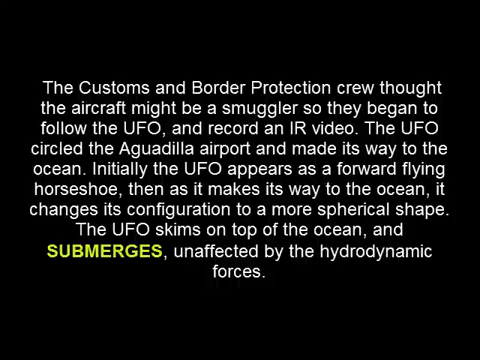 The Customs and Border Protection crew thought
the aircraft might be a smuggler so they began to
follow the UFO, and record an IR video. The UFO
circled the Aguadilla airport and made its way to the
ocean. Initially the UFO appears as a forward flying
horseshoe, then as it makes its way to the ocean, it
changes its configuration to a more spherical shape.
The UFO skims on top of the ocean, and
SUBMERGES, unaffected by the hydrodynamic
forces.